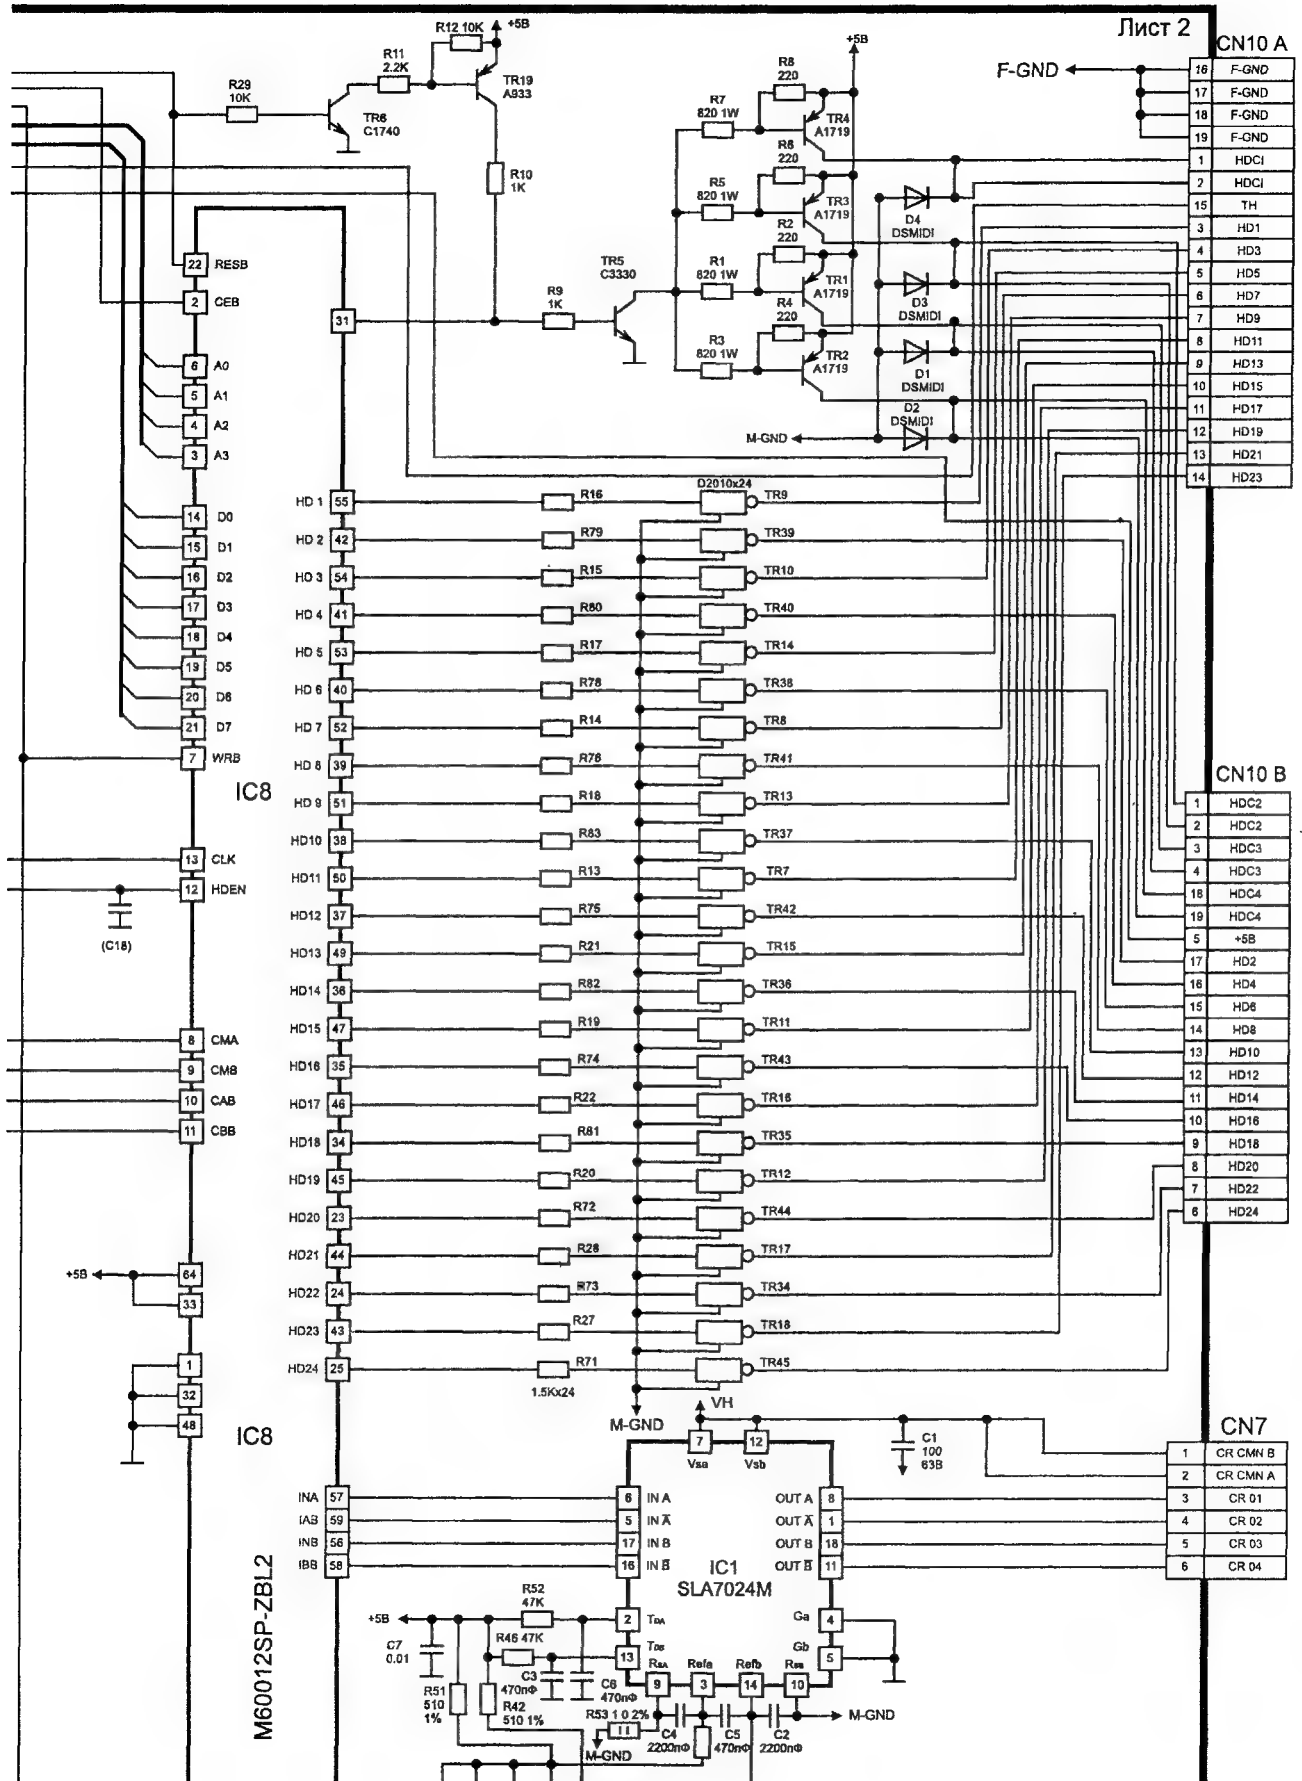 Лист 2
R12 10K
+5B
R11
2.2K
TR19
A933
R29
10K
TR6
C1740
R10
1K
+5B
R8
220
R7
820 1W
TR4
A1719
R6
220
R5
820 1W
TR3
A1719
R2
220
R1
820 1W
TR1
A1719
R4
220
R3
820 1W
TR2
A1719
TR5
C3330
R9
1K
D4
DSMIDI
D3
DSMIDI
D1
DSMIDI
D2
DSMIDI
M-GND
F-GND
CN10 A
16 F-GND
17 F-GND
18 F-GND
19 F-GND
1 HDCI
2 HDCI
15 TH
3 HD1
4 HD3
5 HD5
6 HD7
7 HD9
8 HD11
9 HD13
10 HD15
11 HD17
12 HD19
13 HD21
14 HD23
22 RESB
2 CEB
31
6 A0
5 A1
4 A2
3 A3
14 D0
15 D1
16 D2
17 D3
18 D4
19 D5
20 D6
21 D7
7 WRB
IC8
13 CLK
12 HDEN
(C18)
8 CMA
9 CMB
10 CAB
11 CBB
+5B
64
33
1
32
48
IC8
M60012SP-ZBL2
D2010x24
HD 1 55 R16 TR9
HD 2 42 R79 TR39
HD 3 54 R15 TR10
HD 4 41 R80 TR40
HD 5 53 R17 TR14
HD 6 40 R78 TR38
HD 7 52 R14 TR8
HD 8 39 R76 TR41
HD 9 51 R18 TR13
HD10 38 R83 TR37
HD11 50 R13 TR7
HD12 37 R75 TR42
HD13 49 R21 TR15
HD14 36 R82 TR36
HD15 47 R19 TR11
HD16 35 R74 TR43
HD17 46 R22 TR16
HD18 34 R81 TR35
HD19 45 R20 TR12
HD20 23 R72 TR44
HD21 44 R28 TR17
HD22 24 R73 TR34
HD23 43 R27 TR18
HD24 25 R71 TR45
1.5Kx24
M-GND
CN10 B
1 HDC2
2 HDC2
3 HDC3
4 HDC3
18 HDC4
19 HDC4
5 +5B
17 HD2
16 HD4
15 HD6
14 HD8
13 HD10
12 HD12
11 HD14
10 HD16
9 HD18
8 HD20
7 HD22
6 HD24
VH
7 12
Vsa Vsb
C1
100
63B
CN7
1 CR CMN B
2 CR CMN A
3 CR 01
4 CR 02
5 CR 03
6 CR 04
INA 57
IAB 59
INB 56
IBB 58
6 IN A OUT A 8
5 IN A̅ OUT A̅ 1
17 IN B OUT B 18
16 IN B̅ OUT B̅ 11
IC1
SLA7024M
2 TDA
13 TDB
Ga 4
Gb 5
RSA Refa Refb RSB
9 3 14 10
+5B
R52
47K
R46 47K
C7
0.01
C3
470пФ
C6
470пФ
R51
510
1%
R42
510 1%
R53 1 0 2%
M-GND
C4
2200пФ
C5
470пФ
C2
2200пФ
M-GND